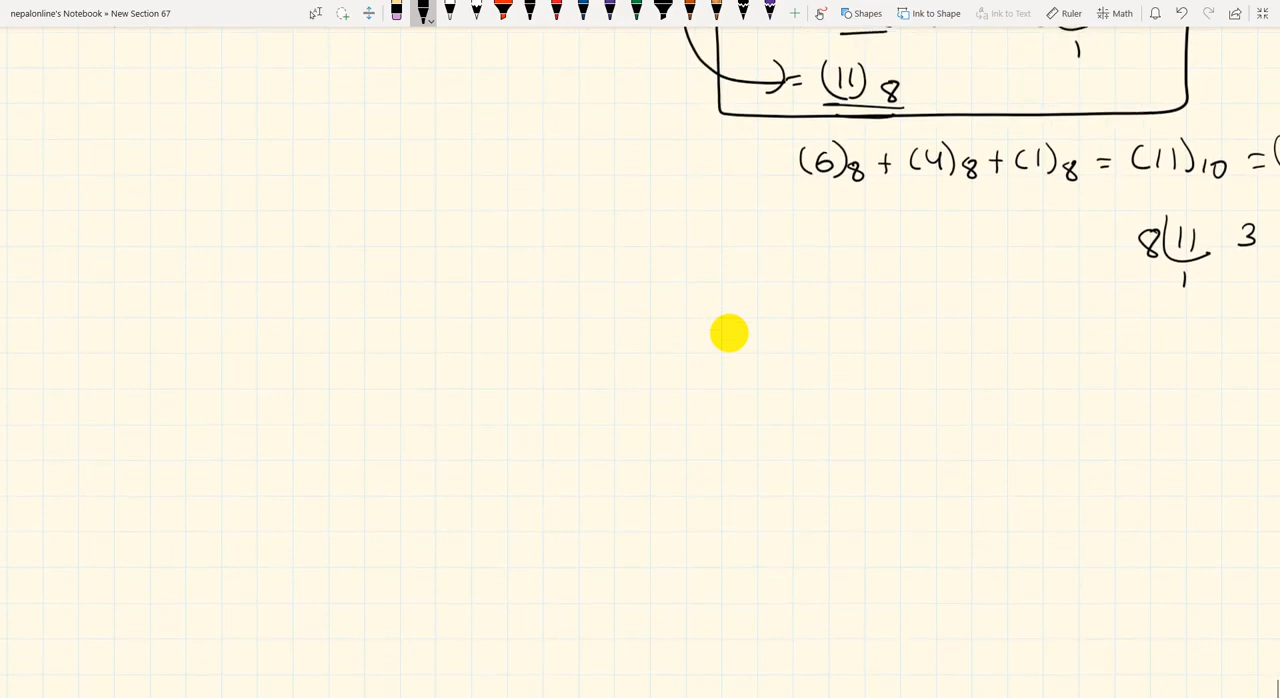 nepalonline's Notebook » New Section 67
Shapes Ink to Shape Ink to Text Ruler Math
1
= (11) 8
(6)8 + (4)8 + (1)8 = (11)10 = (
8 11 3
1